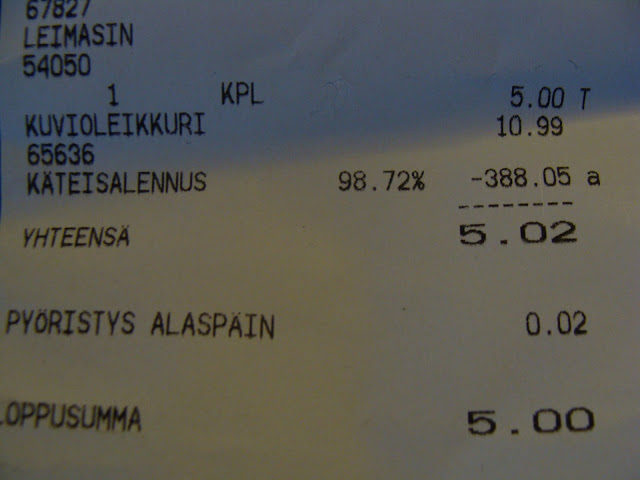 67827
LEIMASIN
54050
1 KPL 5.00 T
KUVIOLEIKKURI 10.99
65636
KÄTEISALENNUS 98.72% -388.05 a
---------
YHTEENSÄ 5.02
PYÖRISTYS ALASPÄIN 0.02
LOPPUSUMMA 5.00